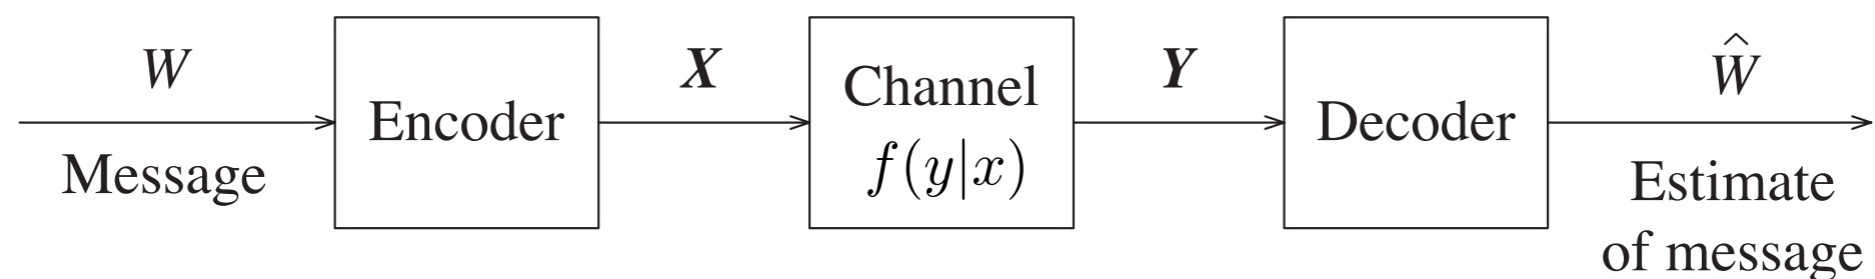 W
Message
Encoder
X
Channel
f(y|x)
Y
Decoder
Ŵ
Estimate
of message